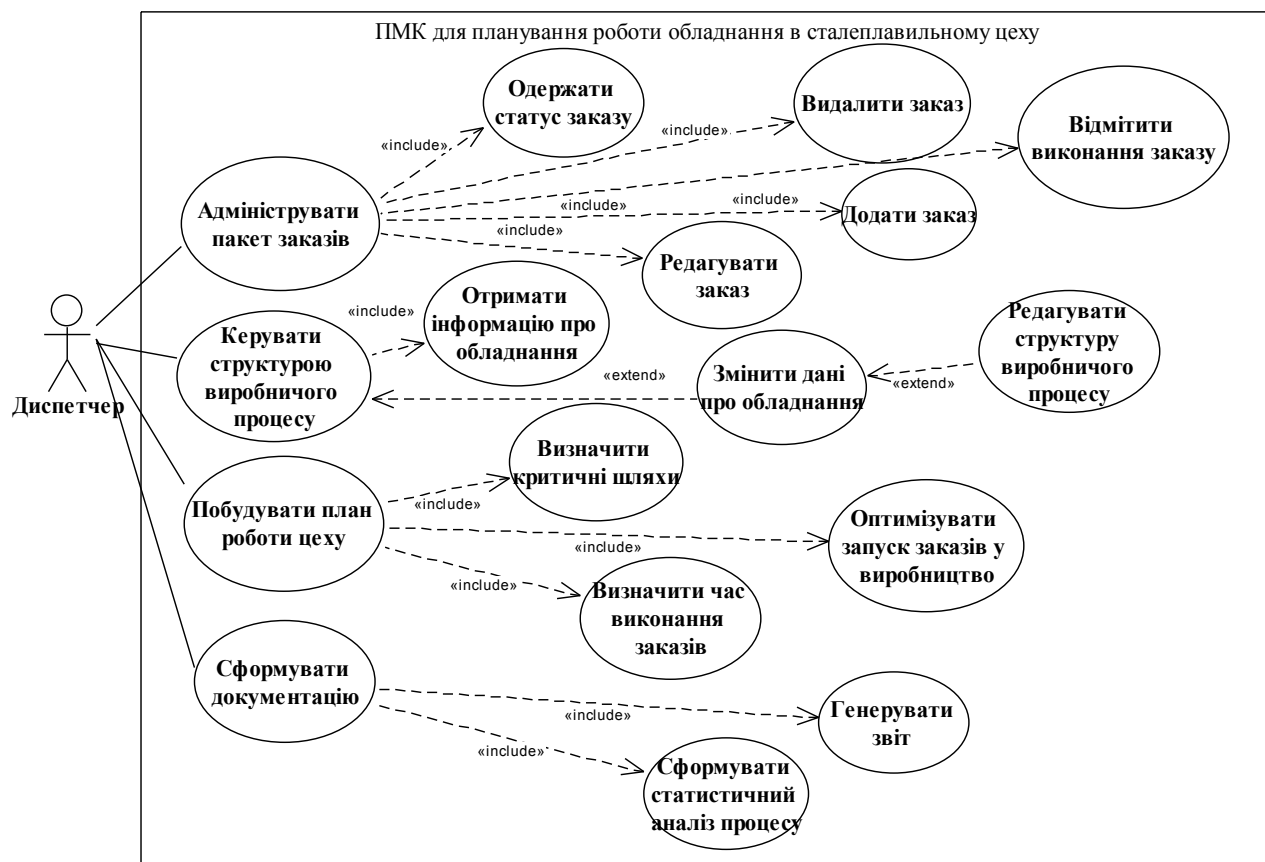 ПМК для планування роботи обладнання в сталеплавильному цеху
Одержати
статус заказу
Видалити заказ
Відмітити
виконання заказу
«include»
«include»
Адмініструвати
пакет заказів
«include»
«include»
Додати заказ
«include»
Редагувати
заказ
Отримати
інформацію про
обладнання
«include»
Керувати
структурою
виробничого
процесу
Редагувати
структуру
виробничого
процесу
Змінити дані
про обладнання
«extend»
«extend»
Диспетчер
Визначити
критичні шляхи
«include»
Побудувати план
роботи цеху
Оптимізувати
запуск заказів у
виробництво
«include»
«include»
Визначити час
виконання
заказів
Сформувати
документацію
Генерувати
звіт
«include»
«include»
Сформувати
статистичний
аналіз процесу